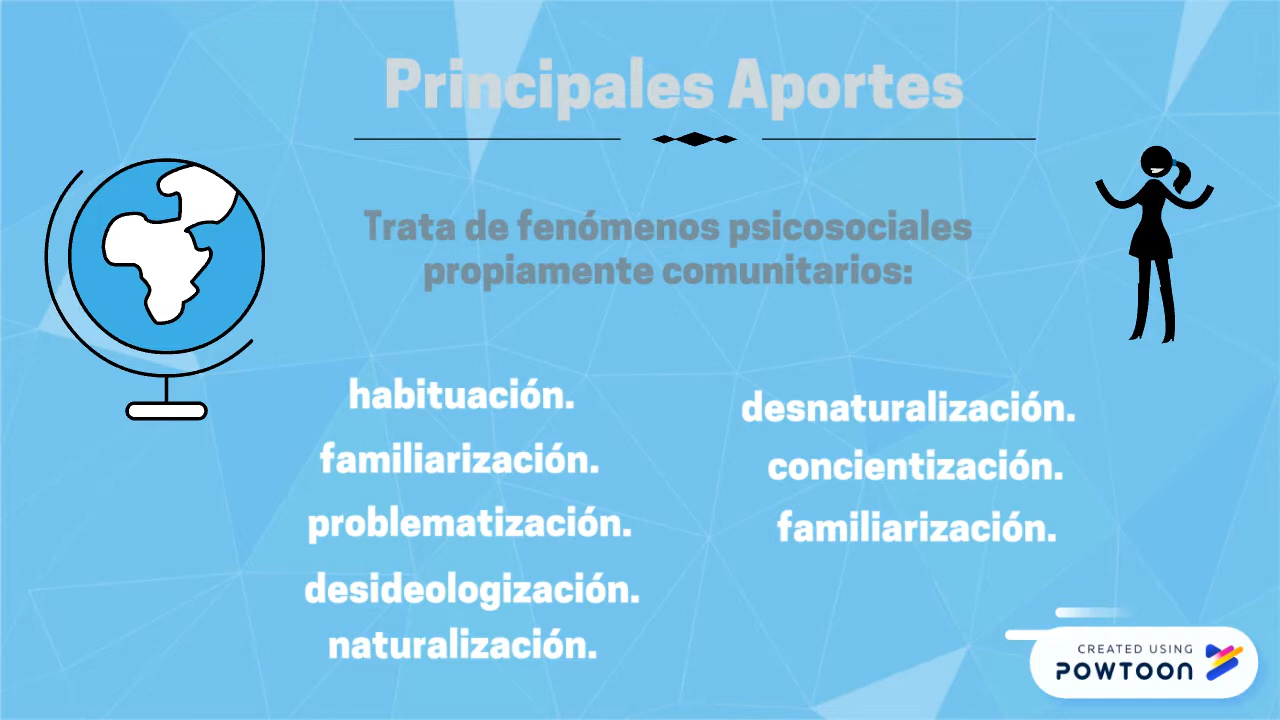 Principales Aportes
Trata de fenómenos psicosociales
propiamente comunitarios:
habituación.
familiarización.
problematización.
desideologización.
naturalización.
desnaturalización.
concientización.
familiarización.
CREATED USING
POWTOON